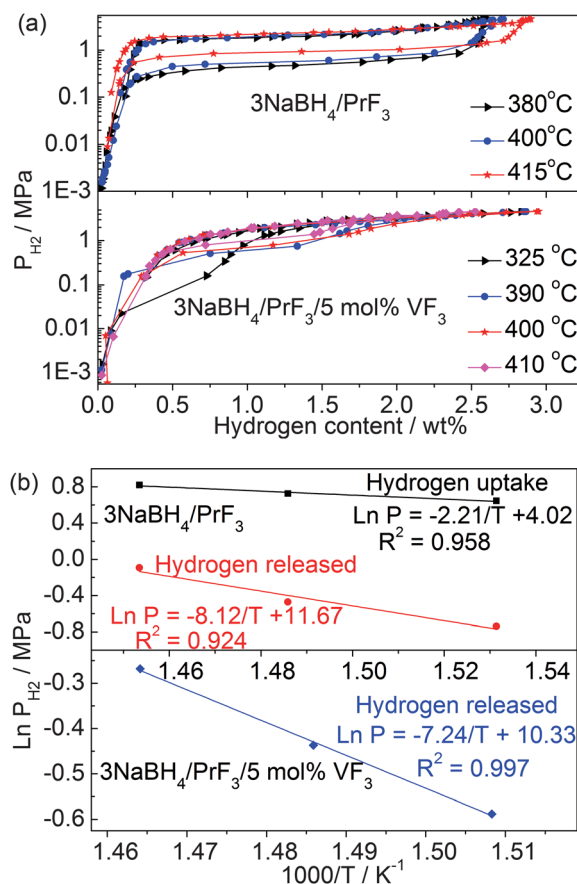 (a)
1
0.1
0.01
1E-3
3NaBH₄/PrF₃
380°C
400°C
415°C
P_H2 / MPa
1
0.1
0.01
1E-3
3NaBH₄/PrF₃/5 mol% VF₃
325 °C
390 °C
400 °C
410 °C
0.0 0.5 1.0 1.5 2.0 2.5 3.0
Hydrogen content / wt%
(b)
0.8
0.0
-0.4
-0.8
3NaBH₄/PrF₃
Hydrogen uptake
Ln P = -2.21/T +4.02
R² = 0.958
Hydrogen released
Ln P = -8.12/T +11.67
R² = 0.924
1.46 1.48 1.50 1.52 1.54
Ln P_H2 / MPa
-0.3
-0.4
-0.5
-0.6
Hydrogen released
Ln P = -7.24/T + 10.33
R² = 0.997
3NaBH₄/PrF₃/5 mol% VF₃
1.46 1.47 1.48 1.49 1.50 1.51
1000/T / K⁻¹